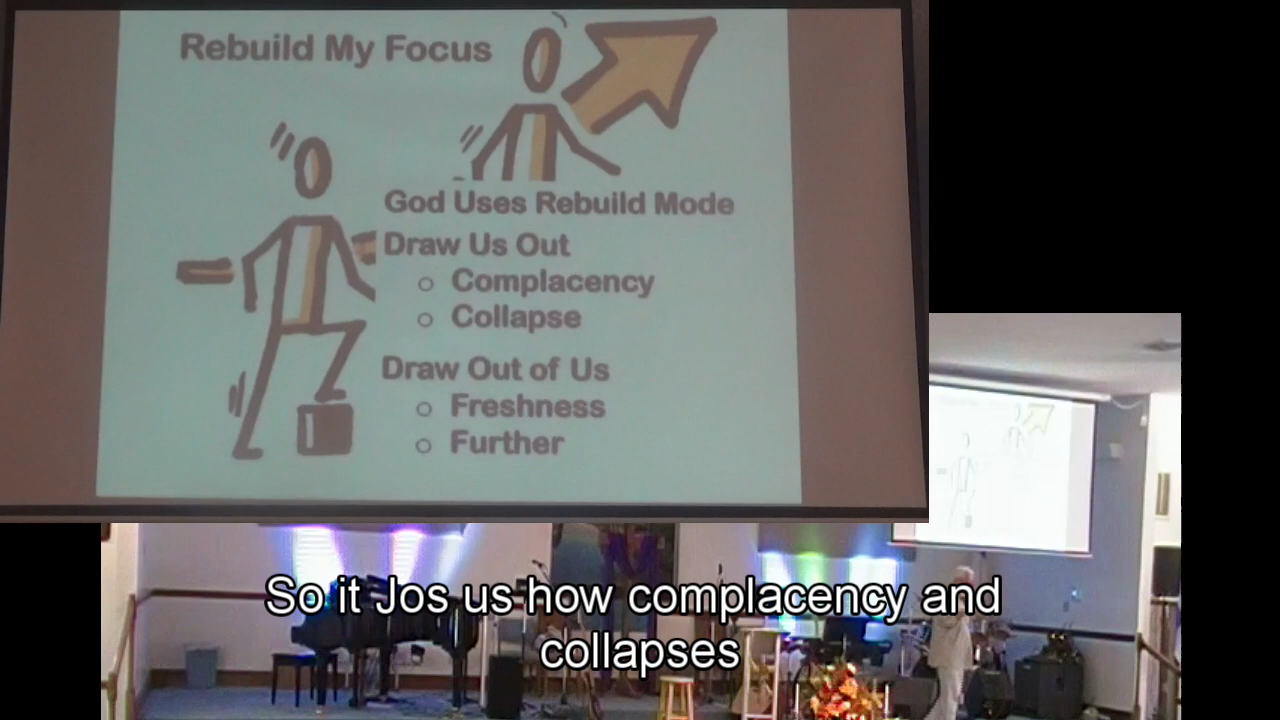 Rebuild My Focus
God Uses Rebuild Mode
Draw Us Out
o Complacency
o Collapse
Draw Out of Us
o Freshness
o Further
So it Jos us how complacency and
collapses